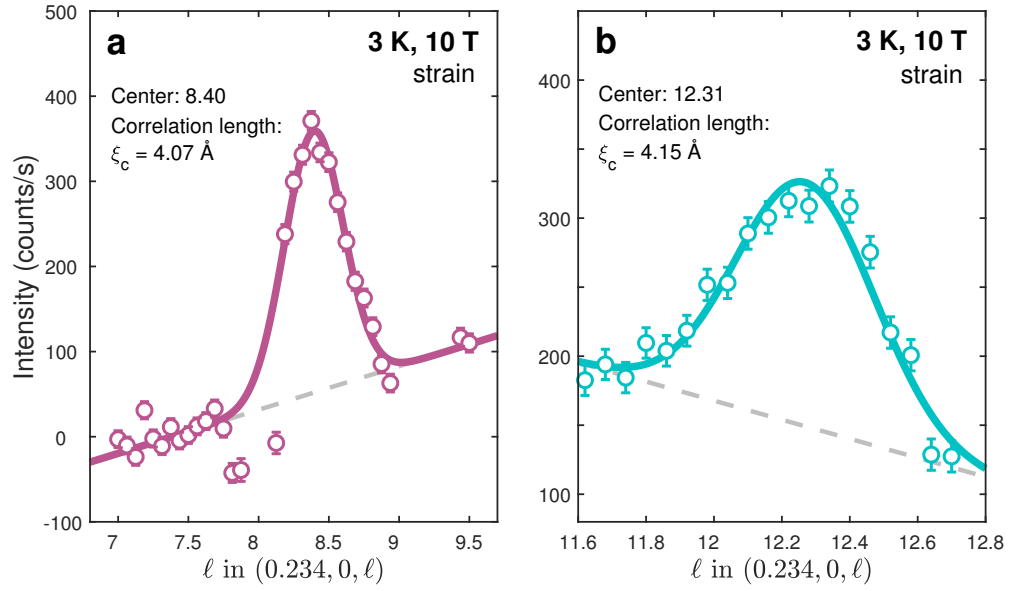 a
3 K, 10 T
strain
Center: 8.40
Correlation length:
ξc = 4.07 Å
Intensity (counts/s)
500
400
300
200
100
0
-100
7
7.5
8
8.5
9
9.5
ℓ in (0.234, 0, ℓ)
b
3 K, 10 T
strain
Center: 12.31
Correlation length:
ξc = 4.15 Å
400
300
200
100
11.6
11.8
12
12.2
12.4
12.6
12.8
ℓ in (0.234, 0, ℓ)